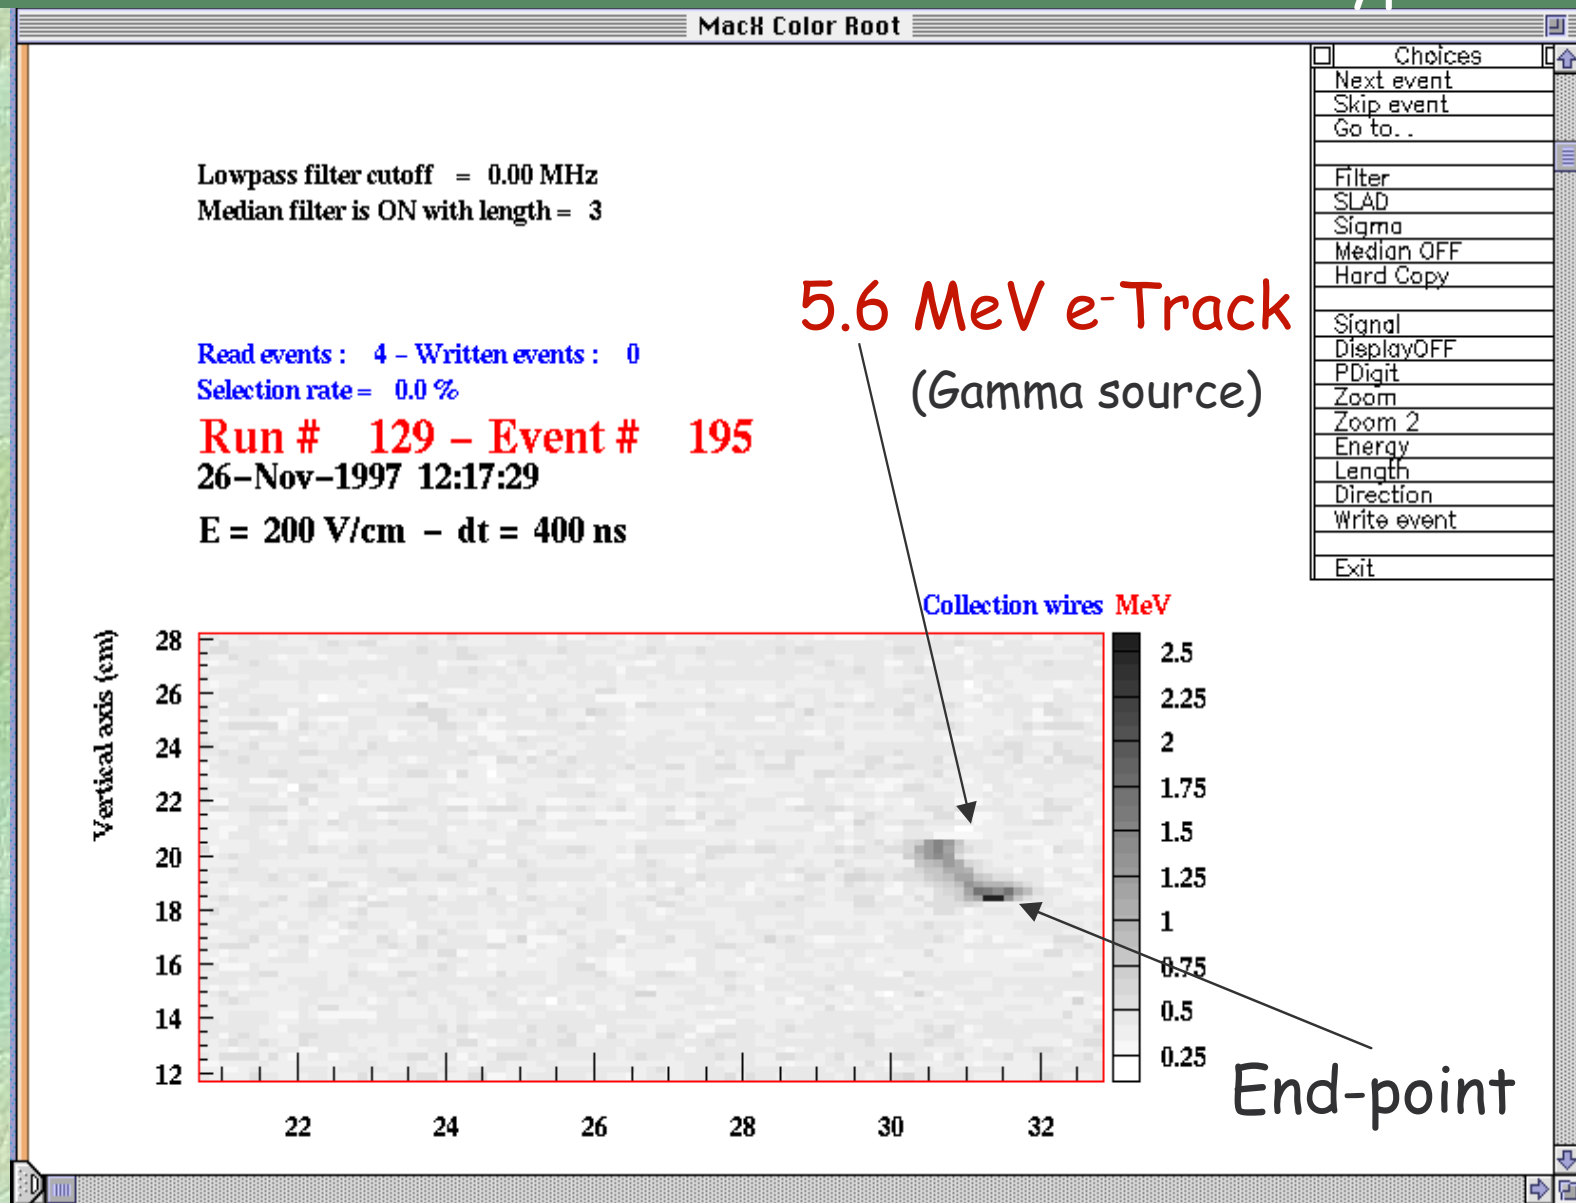 MacX Color Root
Choices
Next event
Skip event
Go to..
Filter
SLAD
Sigma
Median OFF
Hard Copy
Signal
DisplayOFF
PDigit
Zoom
Zoom 2
Energy
Length
Direction
Write event
Exit
Lowpass filter cutoff = 0.00 MHz
Median filter is ON with length = 3
5.6 MeV e-Track
(Gamma source)
Read events : 4 – Written events : 0
Selection rate = 0.0 %
Run # 129 – Event # 195
26–Nov–1997 12:17:29
E = 200 V/cm – dt = 400 ns
Collection wires MeV
Vertical axis (cm)
28
26
24
22
20
18
16
14
12
22 24 26 28 30 32
2.5
2.25
2
1.75
1.5
1.25
1
0.75
0.5
0.25
End-point